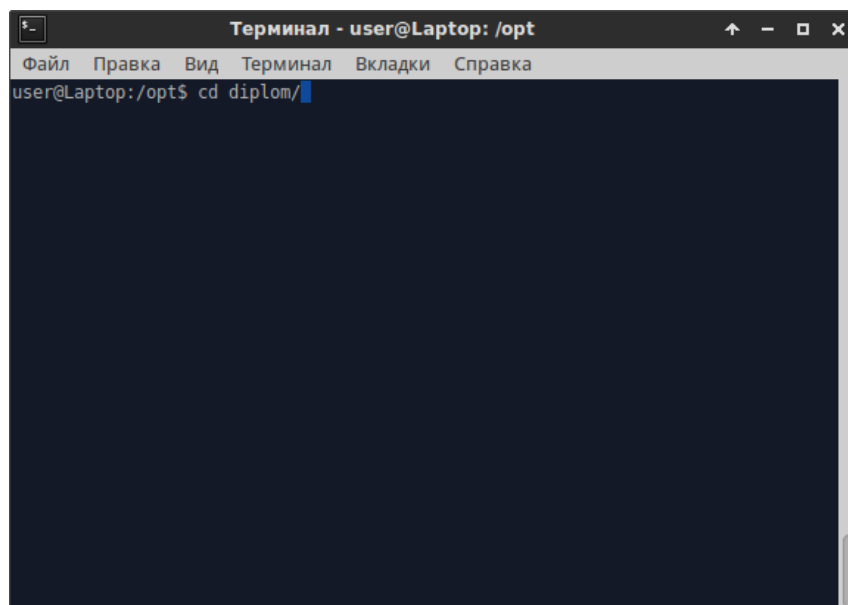 Терминал - user@Laptop: /opt
Файл Правка Вид Терминал Вкладки Справка
user@Laptop:/opt$ cd diplom/